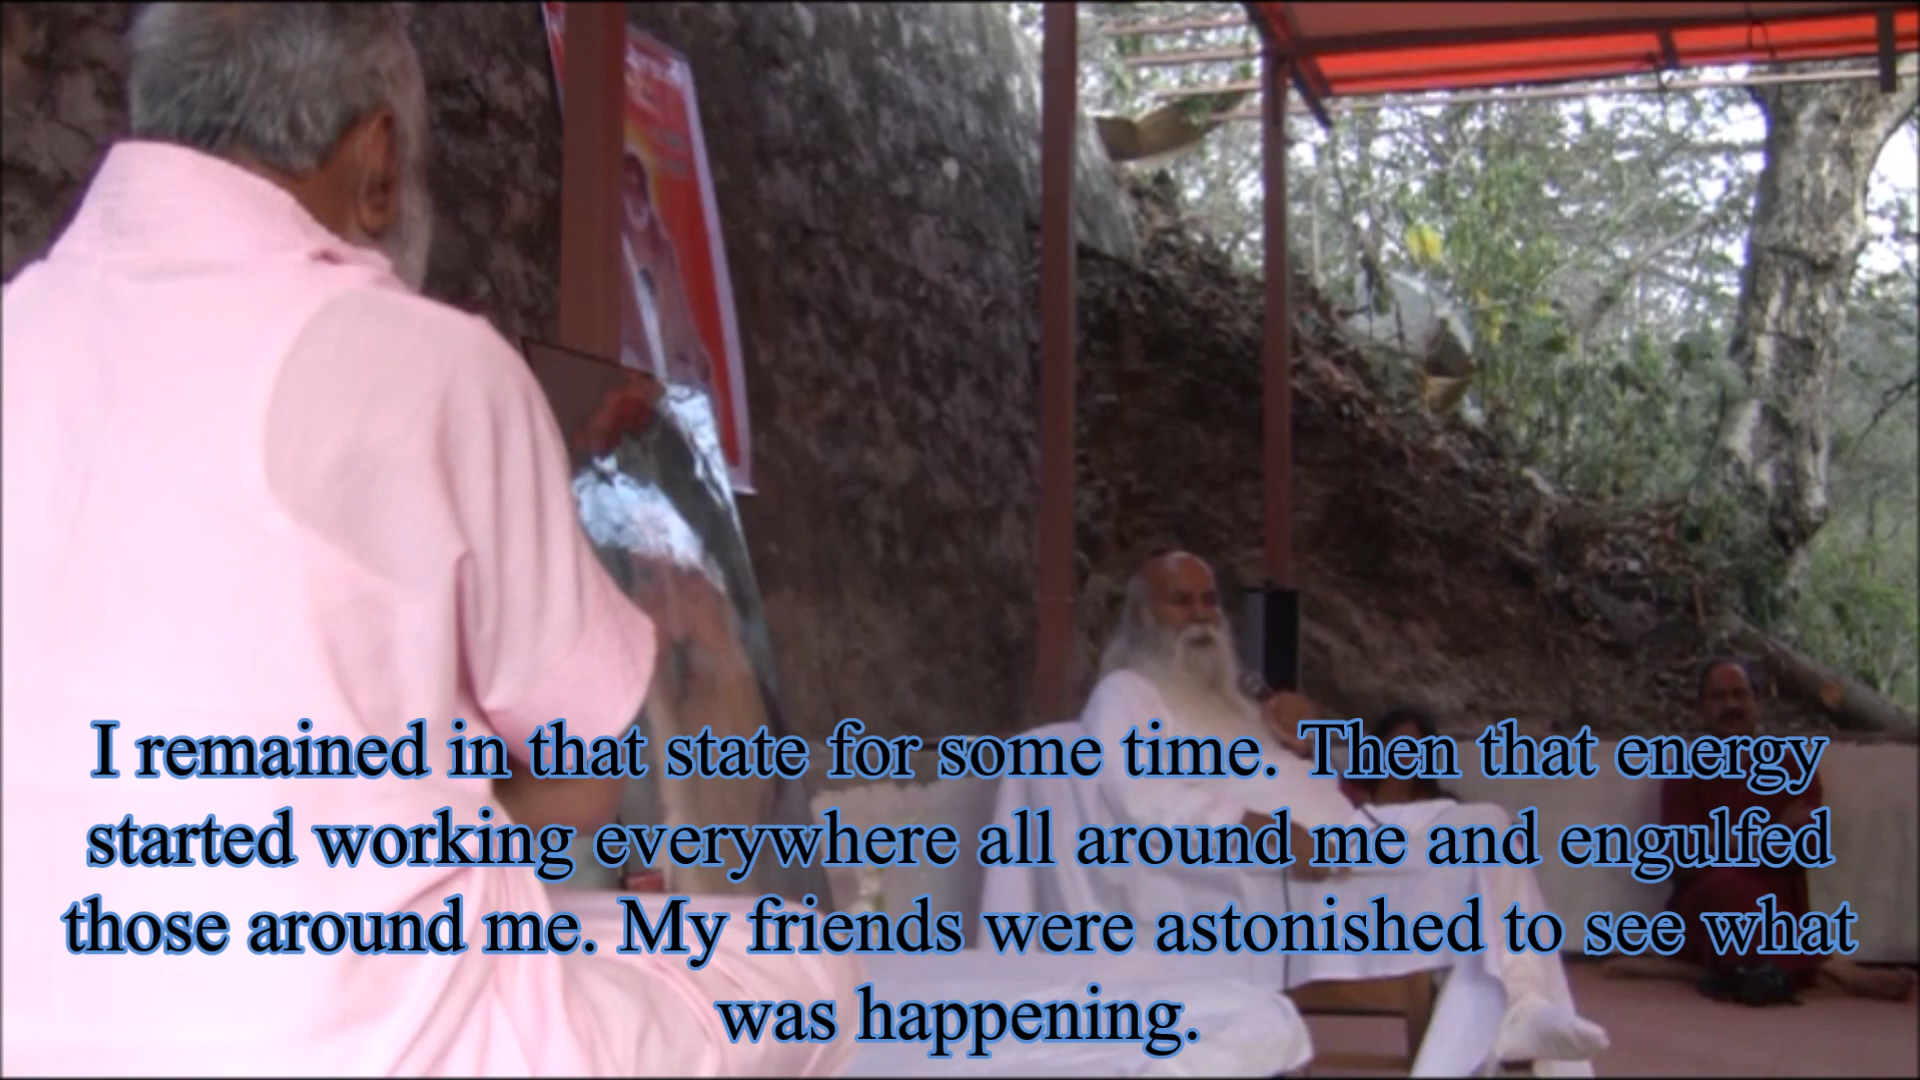 I remained in that state for some time. Then that energy
started working everywhere all around me and engulfed
those around me. My friends were astonished to see what
was happening.